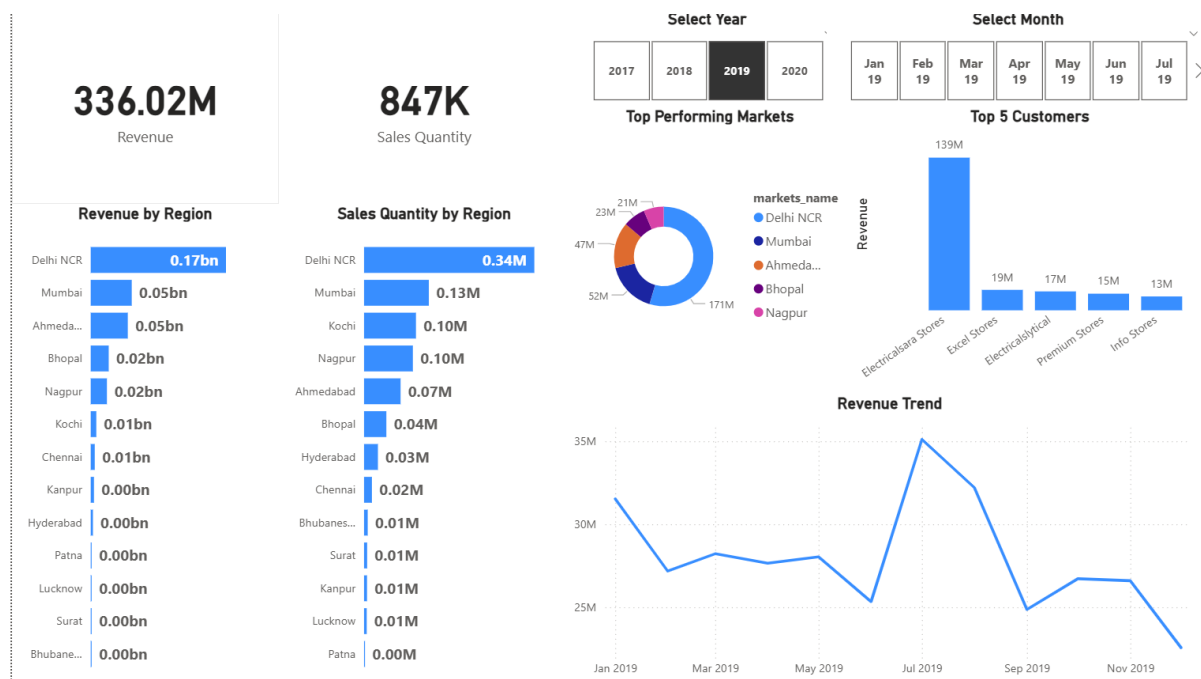 336.02M
Revenue
847K
Sales Quantity
Select Year
2017 2018 2019 2020
Select Month
Jan 19 Feb 19 Mar 19 Apr 19 May 19 Jun 19 Jul 19
Revenue by Region
Delhi NCR 0.17bn
Mumbai 0.05bn
Ahmeda... 0.05bn
Bhopal 0.02bn
Nagpur 0.02bn
Kochi 0.01bn
Chennai 0.01bn
Kanpur 0.00bn
Hyderabad 0.00bn
Patna 0.00bn
Lucknow 0.00bn
Surat 0.00bn
Bhubane... 0.00bn
Sales Quantity by Region
Delhi NCR 0.34M
Mumbai 0.13M
Kochi 0.10M
Nagpur 0.10M
Ahmedabad 0.07M
Bhopal 0.04M
Hyderabad 0.03M
Chennai 0.02M
Bhubanes... 0.01M
Surat 0.01M
Kanpur 0.01M
Lucknow 0.01M
Patna 0.00M
Top Performing Markets
21M
23M
47M
52M
171M
markets_name
Delhi NCR
Mumbai
Ahmeda...
Bhopal
Nagpur
Top 5 Customers
Revenue
139M
19M
17M
15M
13M
Electricalsara Stores
Excel Stores
Electricalslytical
Premium Stores
Info Stores
Revenue Trend
35M
30M
25M
Jan 2019 Mar 2019 May 2019 Jul 2019 Sep 2019 Nov 2019